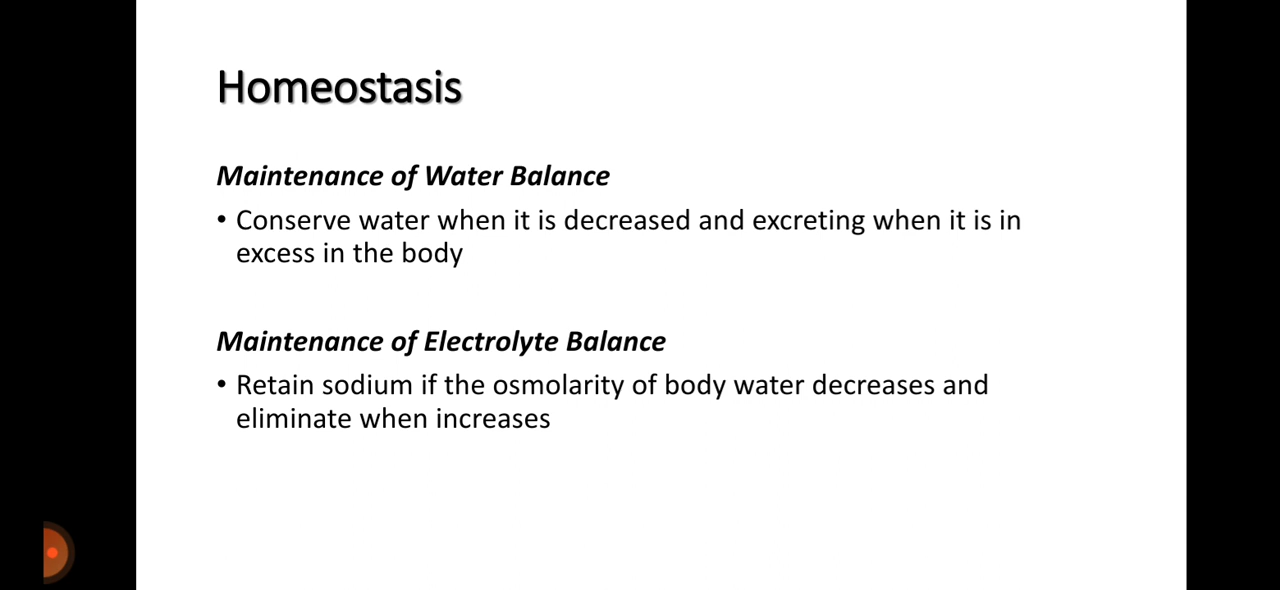 Homeostasis
Maintenance of Water Balance
• Conserve water when it is decreased and excreting when it is in
excess in the body
Maintenance of Electrolyte Balance
• Retain sodium if the osmolarity of body water decreases and
eliminate when increases